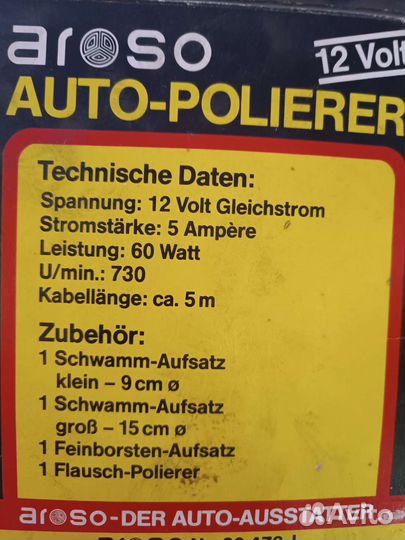 aroso
12 Volt
AUTO-POLIERER
Technische Daten:
Spannung: 12 Volt Gleichstrom
Stromstärke: 5 Ampère
Leistung: 60 Watt
U/min.: 730
Kabellänge: ca. 5 m
Zubehör:
1 Schwamm-Aufsatz
klein – 9 cm ø
1 Schwamm-Aufsatz
groß – 15 cm ø
1 Feinborsten-Aufsatz
1 Flausch-Polierer
aroso-DER AUTO-AUSSTATTER
Avito